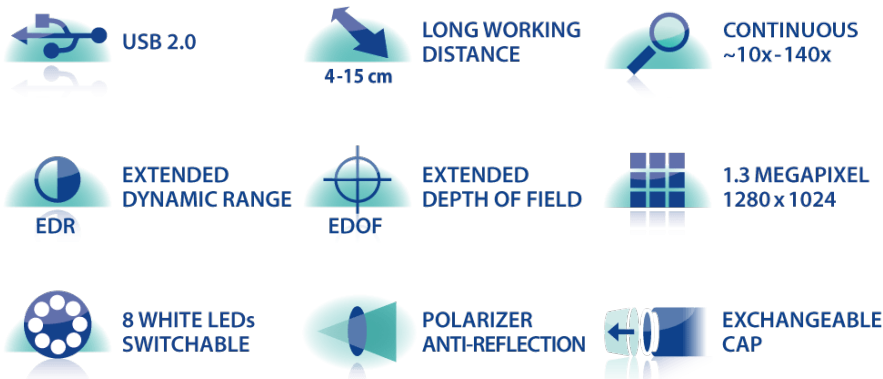 USB 2.0
LONG WORKING
DISTANCE
4-15 cm
CONTINUOUS
~10x-140x
EXTENDED
DYNAMIC RANGE
EDR
EXTENDED
DEPTH OF FIELD
EDOF
1.3 MEGAPIXEL
1280 x 1024
8 WHITE LEDs
SWITCHABLE
POLARIZER
ANTI-REFLECTION
EXCHANGEABLE
CAP